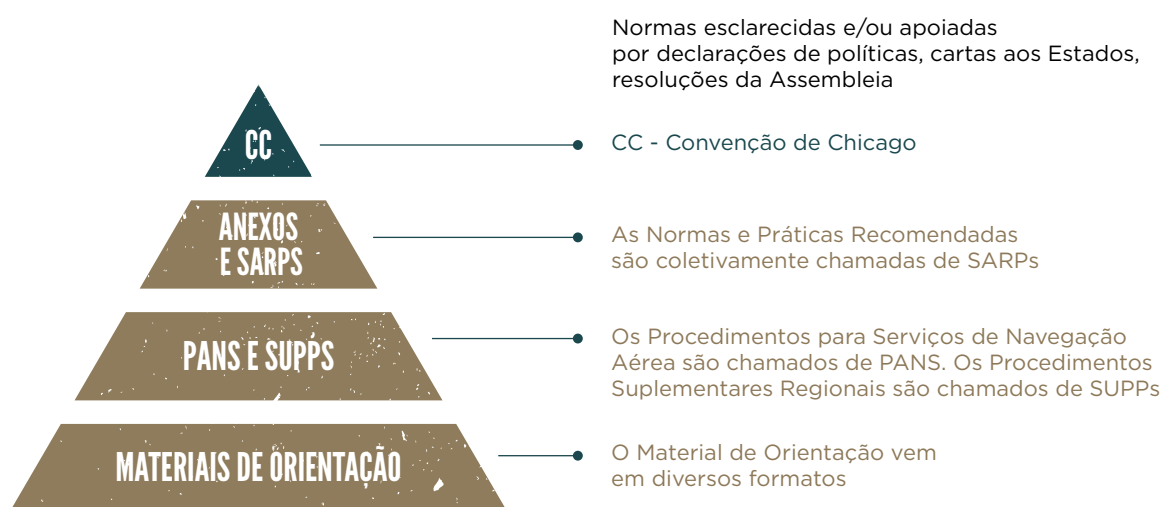 Normas esclarecidas e/ou apoiadas
por declarações de políticas, cartas aos Estados,
resoluções da Assembleia
CC
CC - Convenção de Chicago
ANEXOS
E SARPS
As Normas e Práticas Recomendadas
são coletivamente chamadas de SARPs
PANS E SUPPS
Os Procedimentos para Serviços de Navegação
Aérea são chamados de PANS. Os Procedimentos
Suplementares Regionais são chamados de SUPPs
MATERIAIS DE ORIENTAÇÃO
O Material de Orientação vem
em diversos formatos